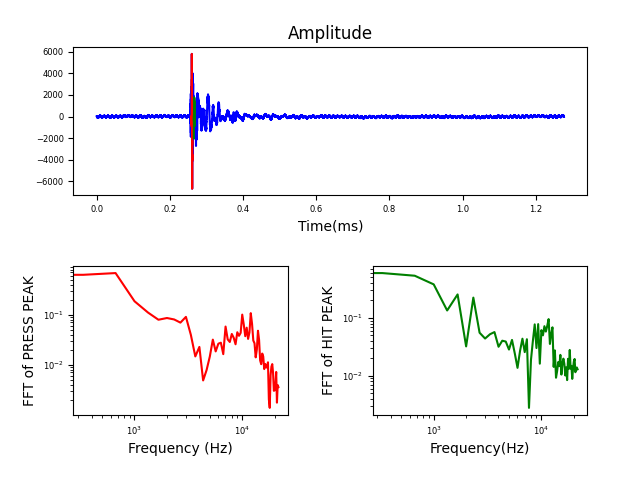 Amplitude
6000
4000
2000
0
−2000
−4000
−6000
0.0 0.2 0.4 0.6 0.8 1.0 1.2
Time(ms)
FFT of PRESS PEAK
10⁻¹
10⁻²
10³ 10⁴
Frequency (Hz)
FFT of HIT PEAK
10⁻¹
10⁻²
10³ 10⁴
Frequency(Hz)